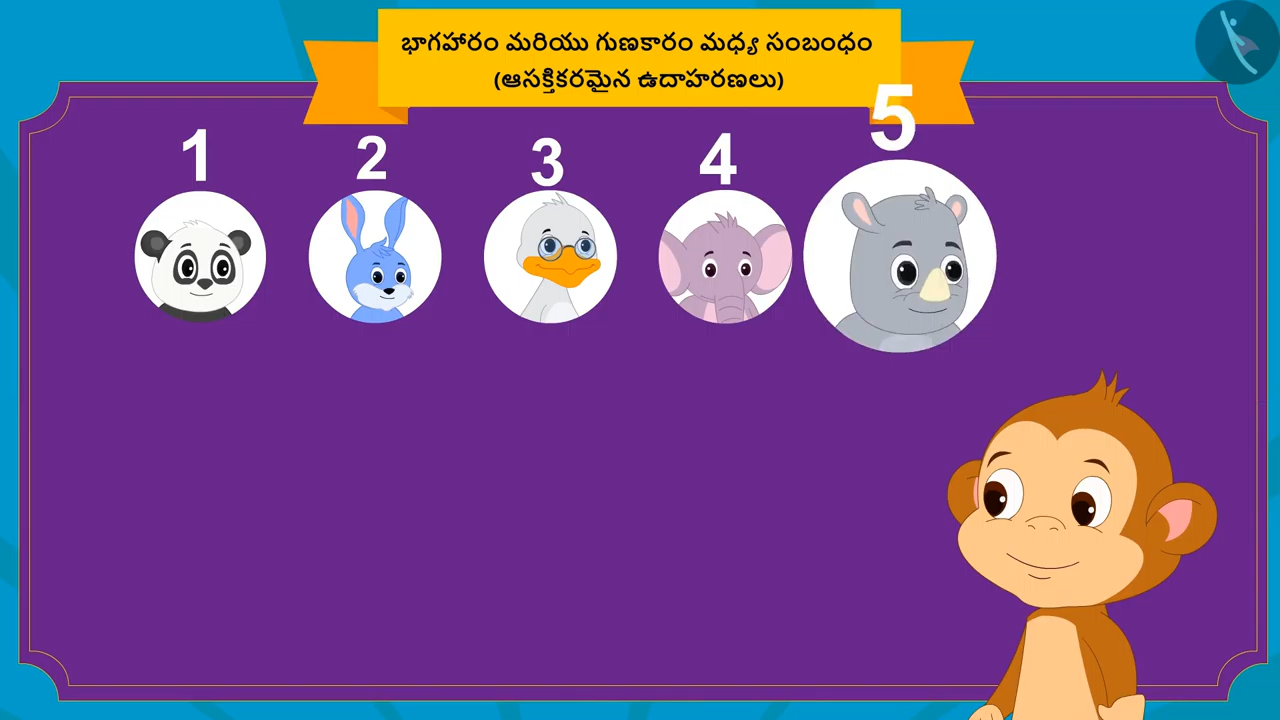 భాగహారం మరియు గుణకారం మధ్య సంబంధం
(ఆసక్తికరమైన ఉదాహరణలు)
1 2 3 4 5